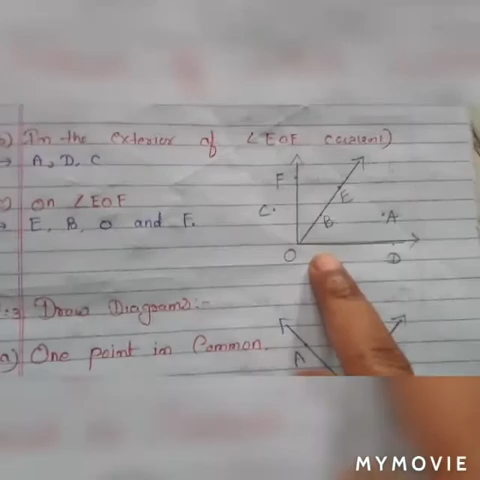 b) In the exterior of ∠EOF
→ A, D, C
F
E
C.
.A
B
c) On ∠EOF
→ E, B, O and F.
O
D
:3 Draw Diagrams:-
a) One point in Common.
A
MYMOVIE